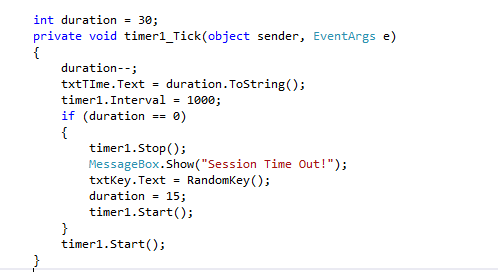 int duration = 30;
private void timer1_Tick(object sender, EventArgs e)
{
duration--;
txtTIme.Text = duration.ToString();
timer1.Interval = 1000;
if (duration == 0)
{
timer1.Stop();
MessageBox.Show("Session Time Out!");
txtKey.Text = RandomKey();
duration = 15;
timer1.Start();
}
timer1.Start();
}